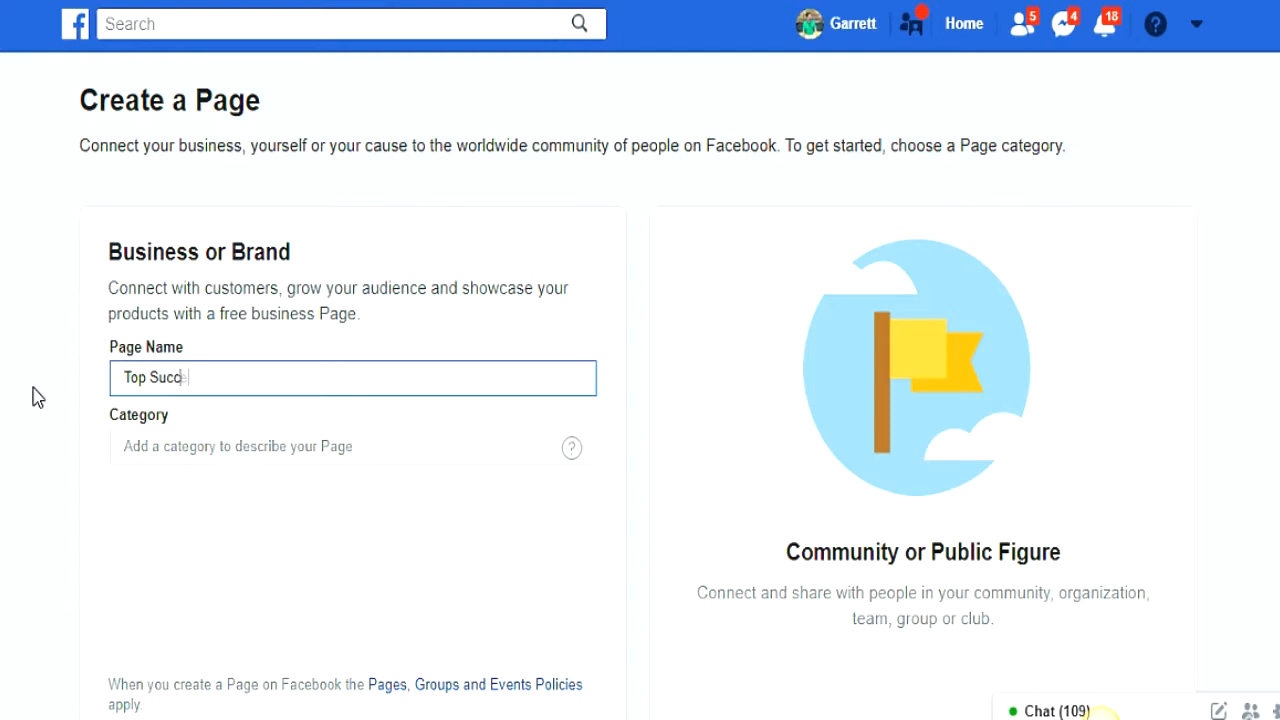 f
Search
Garrett
Home
5
4
18
?
Create a Page
Connect your business, yourself or your cause to the worldwide community of people on Facebook. To get started, choose a Page category.
Business or Brand
Connect with customers, grow your audience and showcase your
products with a free business Page.
Page Name
Top Succe
Category
Add a category to describe your Page
?
When you create a Page on Facebook the Pages, Groups and Events Policies
apply.
Community or Public Figure
Connect and share with people in your community, organization,
team, group or club.
Chat (109)